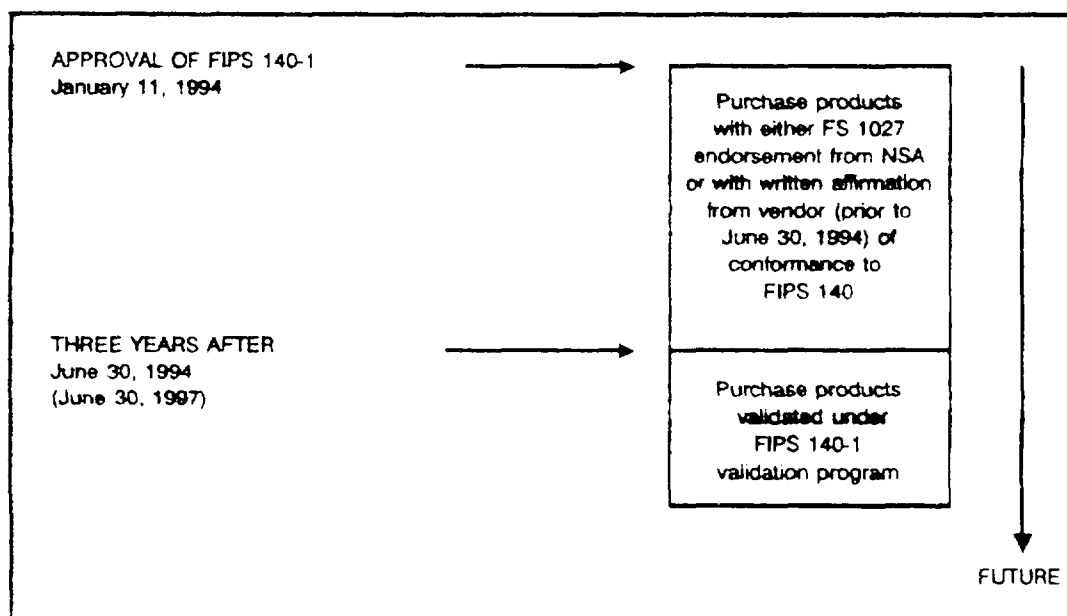 APPROVAL OF FIPS 140-1
January 11, 1994
Purchase products
with either FS 1027
endorsement from NSA
or with written affirmation
from vendor (prior to
June 30, 1994) of
conformance to
FIPS 140
THREE YEARS AFTER
June 30, 1994
(June 30, 1997)
Purchase products
validated under
FIPS 140-1
validation program
FUTURE